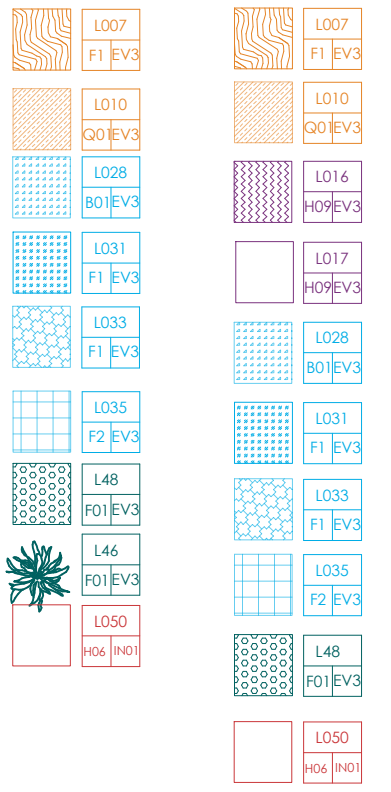 L007
F1 EV3
L010
Q01 EV3
L028
B01 EV3
L031
F1 EV3
L033
F1 EV3
L035
F2 EV3
L48
F01 EV3
L46
F01 EV3
L050
H06 IN01
L007
F1 EV3
L010
Q01 EV3
L016
H09 EV3
L017
H09 EV3
L028
B01 EV3
L031
F1 EV3
L033
F1 EV3
L035
F2 EV3
L48
F01 EV3
L050
H06 IN01